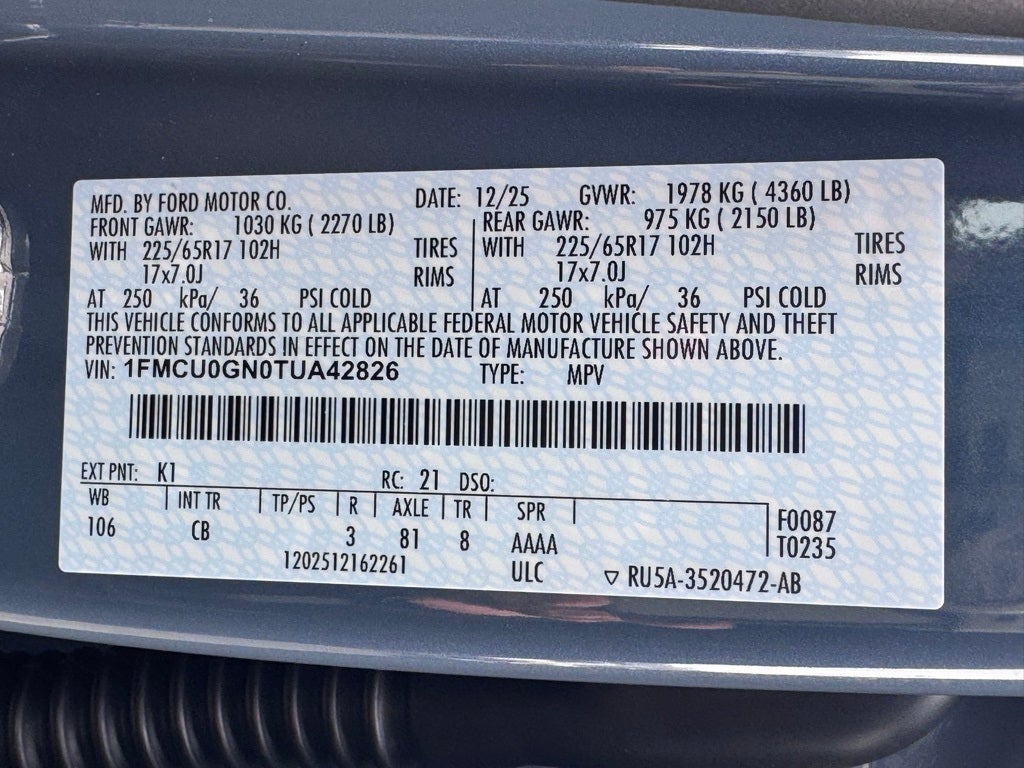 MFD. BY FORD MOTOR CO. DATE: 12/25 GVWR: 1978 KG ( 4360 LB)
FRONT GAWR: 1030 KG ( 2270 LB) REAR GAWR: 975 KG ( 2150 LB)
WITH 225/65R17 102H TIRES WITH 225/65R17 102H TIRES
17x7.0J RIMS 17x7.0J RIMS
AT 250 kPa/ 36 PSI COLD AT 250 kPa/ 36 PSI COLD
THIS VEHICLE CONFORMS TO ALL APPLICABLE FEDERAL MOTOR VEHICLE SAFETY AND THEFT
PREVENTION STANDARDS IN EFFECT ON THE DATE OF MANUFACTURE SHOWN ABOVE.
VIN: 1FMCU0GN0TUA42826 TYPE: MPV
EXT PNT: K1 RC: 21 DSO:
WB INT TR TP/PS R AXLE TR SPR
106 CB 3 81 8 AAAA
F0087
T0235
1202512162261 ULC ▽ RU5A-3520472-AB